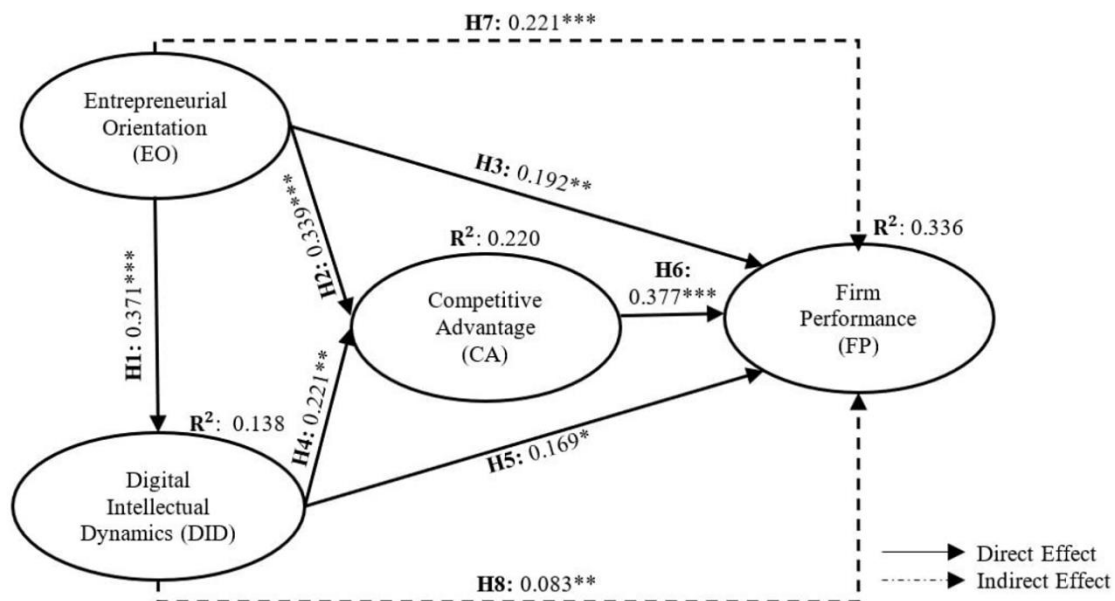 H7: 0.221***
Entrepreneurial
Orientation
(EO)
H3: 0.192**
H2: 0.339***
H1: 0.371***
R²: 0.220
R²: 0.336
H6:
0.377***
Competitive
Advantage
(CA)
Firm
Performance
(FP)
H4: 0.221**
R²: 0.138
H5: 0.169*
Digital
Intellectual
Dynamics (DID)
H8: 0.083**
Direct Effect
Indirect Effect